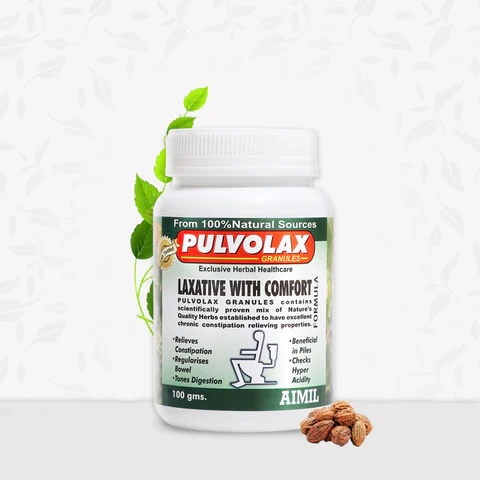 From 100%Natural Sources
PULVOLAX
GRANULES
Exclusive Herbal Healthcare
LAXATIVE WITH COMFORT
FORMULA
PULVOLAX GRANULES contains
scientifically proven mix of Nature's
Quality Herbs established to have excellent
chronic constipation relieving properties.
•Relieves
Constipation
•Regularises
Bowel
•Tones Digestion
•Beneficial
in Piles
•Checks
Hyper
Acidity
100 gms.
AIMIL